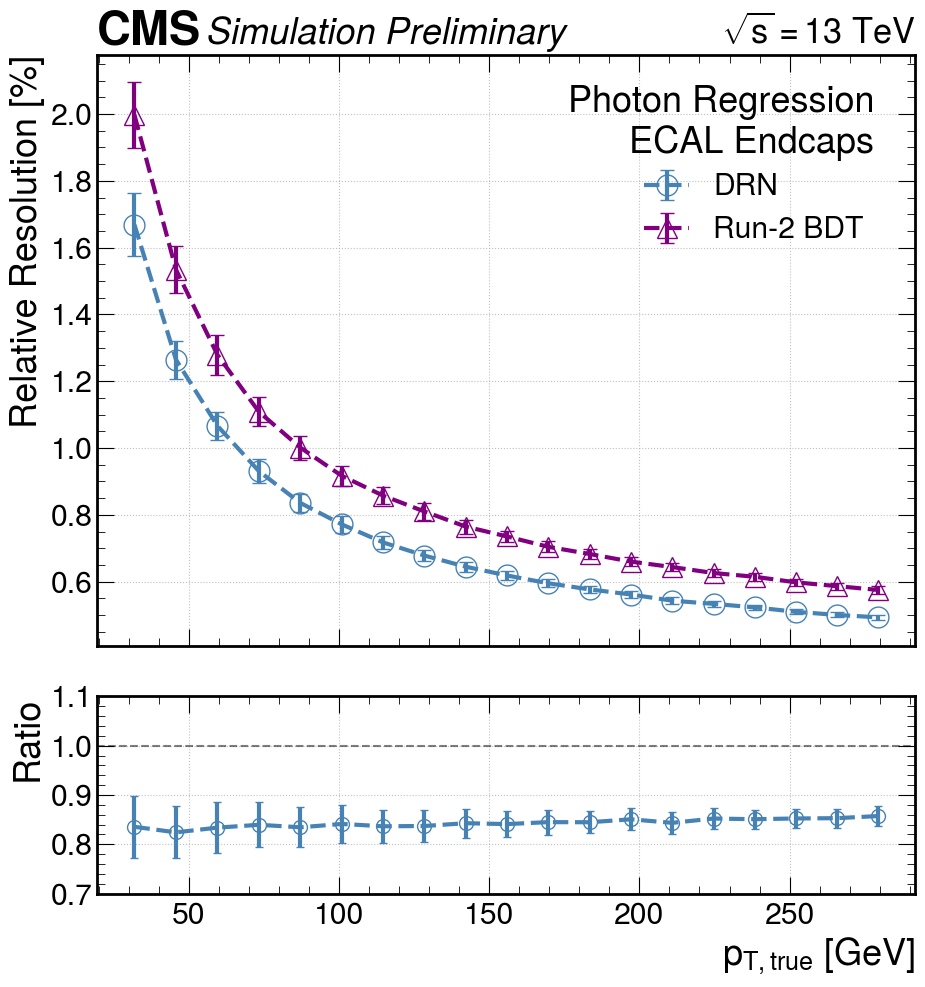 CMS Simulation Preliminary √s = 13 TeV
Relative Resolution [%]
2.0
1.8
1.6
1.4
1.2
1.0
0.8
0.6
Photon Regression
ECAL Endcaps
DRN
Run-2 BDT
Ratio
1.1
1.0
0.9
0.8
0.7
50 100 150 200 250
pT, true [GeV]